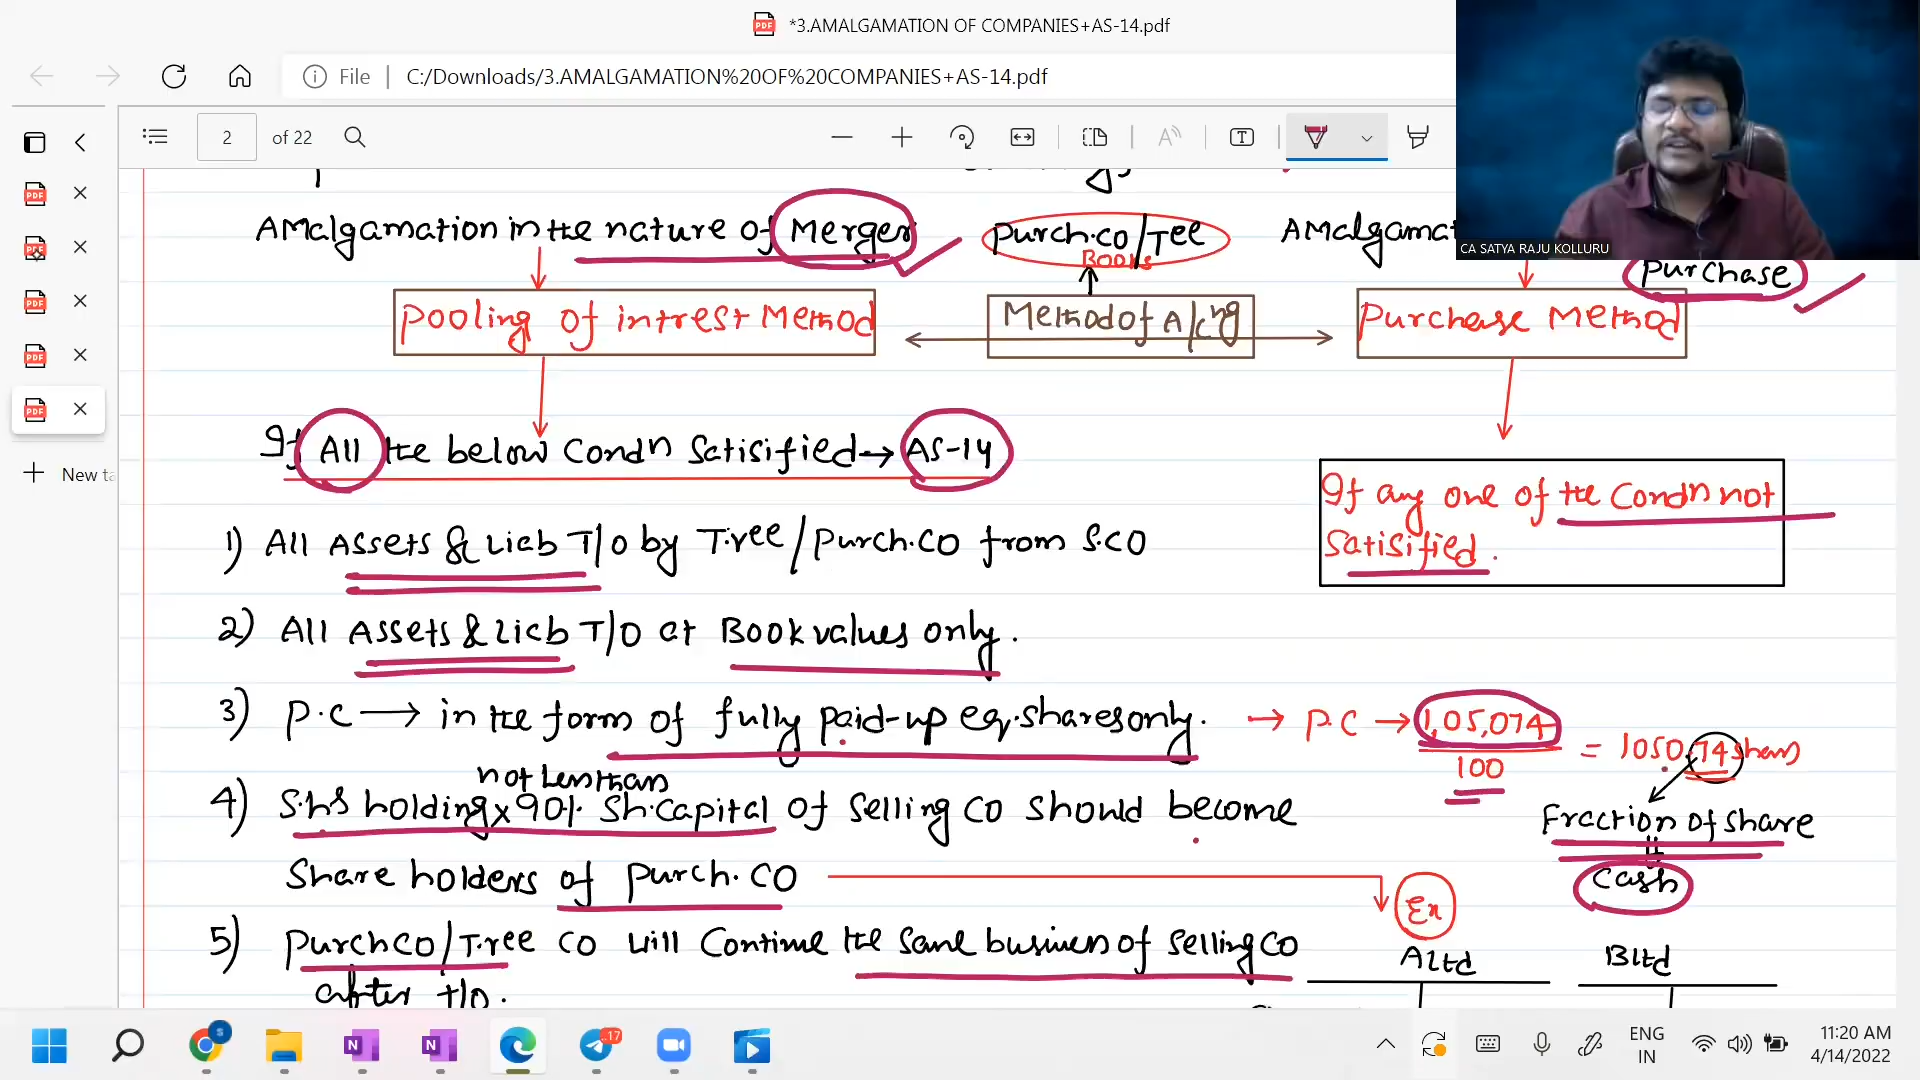 *3.AMALGAMATION OF COMPANIES+AS-14.pdf
File | C:/Downloads/3.AMALGAMATION%20OF%20COMPANIES+AS-14.pdf
2 of 22
CA SATYA RAJU KOLLURU
Amalgamation in the nature of Merger
Purch.co/Tee
Books
Amalgamat
Purchase
Pooling of intrest Method
Method of A/cng
Purchase Method
If All the below Condn Satisified → AS-14
If any one of the Condn not
Satisified.
1) All Assets & Liab T/o by T.ree/Purch.co from S.co
2) All Assets & Liab T/o at Book values only.
3) P.C → in the form of fully paid-up eq.shares only. → P.C → 1,05,074
100
= 1050.74 shares
not Less than
4) S.hs holding x 90% Sh.capital of Selling Co should become
Share holders of Purch.co
Fraction of share
Cash
Ex
5) Purch co/T.ree co will Continue the same business of Selling Co
after t/o.
A Ltd
B Ltd
New ta
17
ENG
IN
11:20 AM
4/14/2022